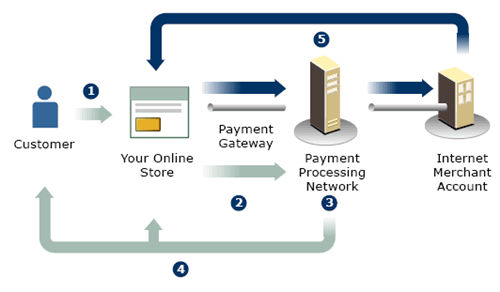 5
1
Customer
Your Online
Store
Payment
Gateway
Payment
Processing
Network
Internet
Merchant
Account
2
3
4